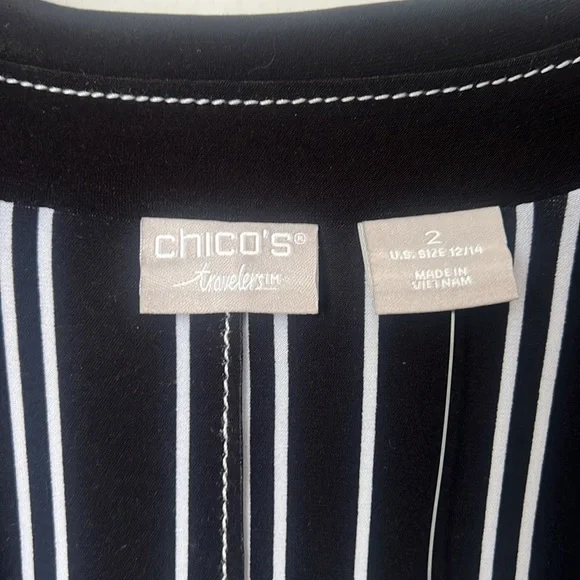 chico's®
travelers™
2
U.S. SIZE 12/14
MADE IN
VIETNAM